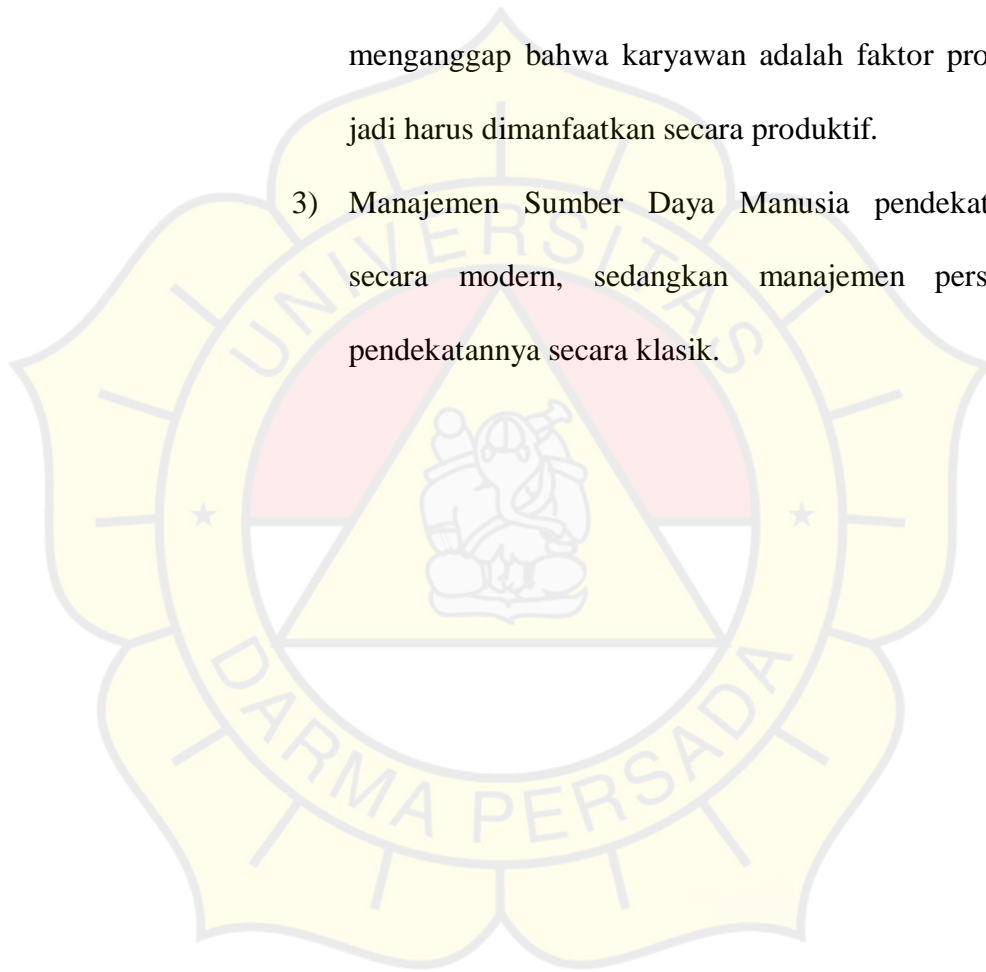 menganggap bahwa karyawan adalah faktor pro
jadi harus dimanfaatkan secara produktif.
3) Manajemen Sumber Daya Manusia pendekat
secara modern, sedangkan manajemen pers
pendekatannya secara klasik.
UNIVERSITAS
DARMA PERSADA